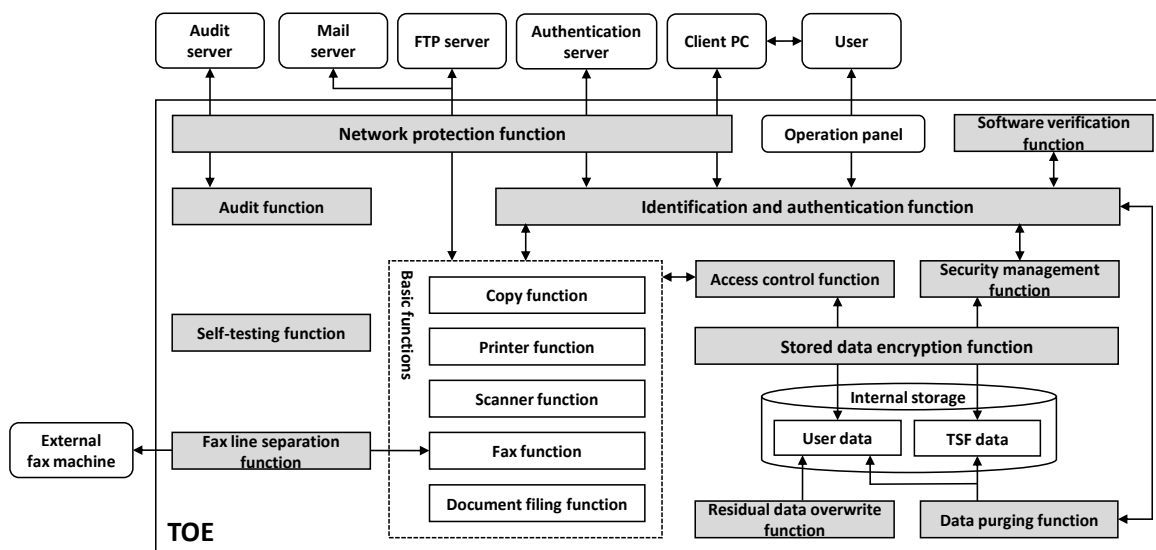 Audit
server
Mail
server
FTP server
Authentication
server
Client PC
User
Network protection function
Operation panel
Software verification
function
Audit function
Identification and authentication function
Basic functions
Copy function
Access control function
Security management
function
Self-testing function
Printer function
Stored data encryption function
Scanner function
Internal storage
External
fax machine
Fax line separation
function
Fax function
User data
TSF data
Document filing function
Residual data overwrite
function
Data purging function
TOE